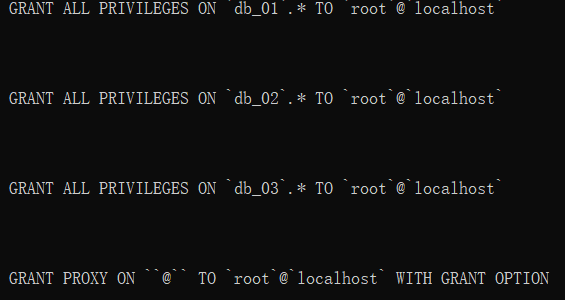 GRANT ALL PRIVILEGES ON `db_01`.* TO `root`@`localhost`
GRANT ALL PRIVILEGES ON `db_02`.* TO `root`@`localhost`
GRANT ALL PRIVILEGES ON `db_03`.* TO `root`@`localhost`
GRANT PROXY ON ``@`` TO `root`@`localhost` WITH GRANT OPTION